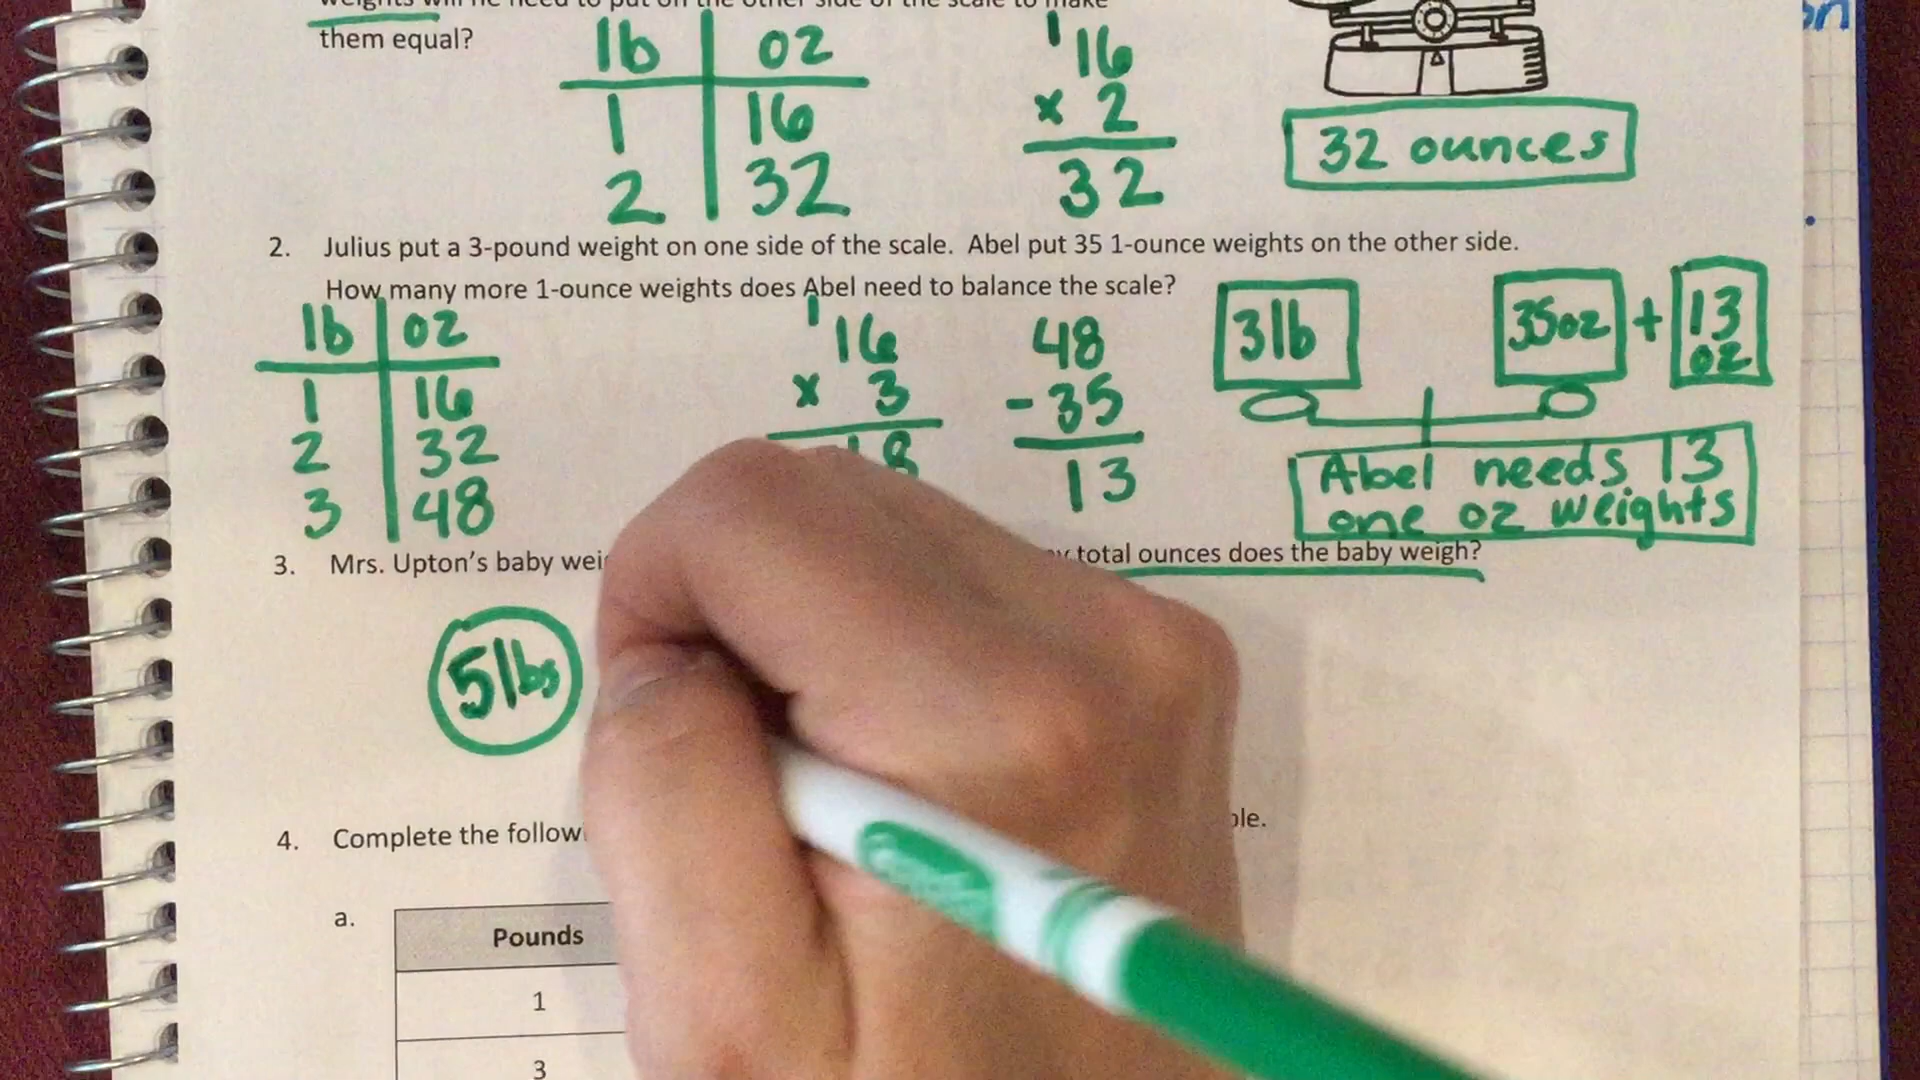 them equal?
lb oz
1 16
2 32
1
16
x 2
32
32 ounces
2. Julius put a 3-pound weight on one side of the scale. Abel put 35 1-ounce weights on the other side.
How many more 1-ounce weights does Abel need to balance the scale?
lb oz
1 16
2 32
3 48
1
16
x 3
8
48
- 35
13
3lb
35oz + 13 oz
Abel needs 13
one oz weights
3. Mrs. Upton's baby
total ounces does the baby weigh?
5lbs
4. Complete the
a.
Pounds
1
3